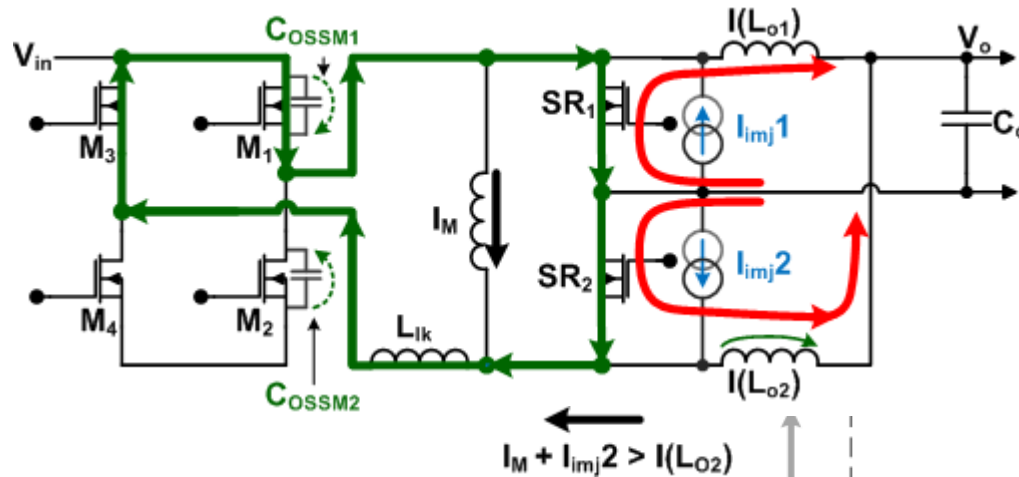 C_OSSM1
I(L_o1)
V_in
V_o
SR_1
I_imj1
M_3
M_1
C
I_M
SR_2
I_imj2
M_4
M_2
L_lk
C_OSSM2
I(L_o2)
I_M + I_imj2 > I(L_O2)